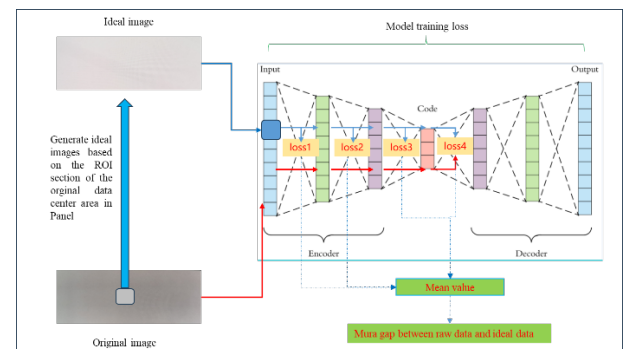 Ideal image
Model training loss
Input
Output
Code
loss1
loss2
loss3
loss4
Generate ideal
images based
on the ROI
section of the
orginal data
center area in
Panel
Encoder
Decoder
Mean value
Mura gap between raw data and ideal data
Original image